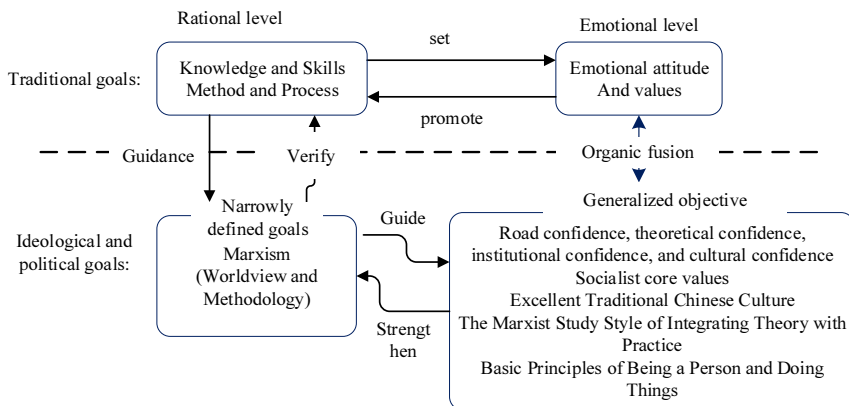 Rational level
Emotional level
set
Traditional goals:
Knowledge and Skills
Method and Process
Emotional attitude
And values
promote
Guidance
Verify
Organic fusion
Narrowly
defined goals
Generalized objective
Ideological and
political goals:
Marxism
(Worldview and
Methodology)
Guide
Strengt
hen
Road confidence, theoretical confidence,
institutional confidence, and cultural confidence
Socialist core values
Excellent Traditional Chinese Culture
The Marxist Study Style of Integrating Theory with
Practice
Basic Principles of Being a Person and Doing
Things